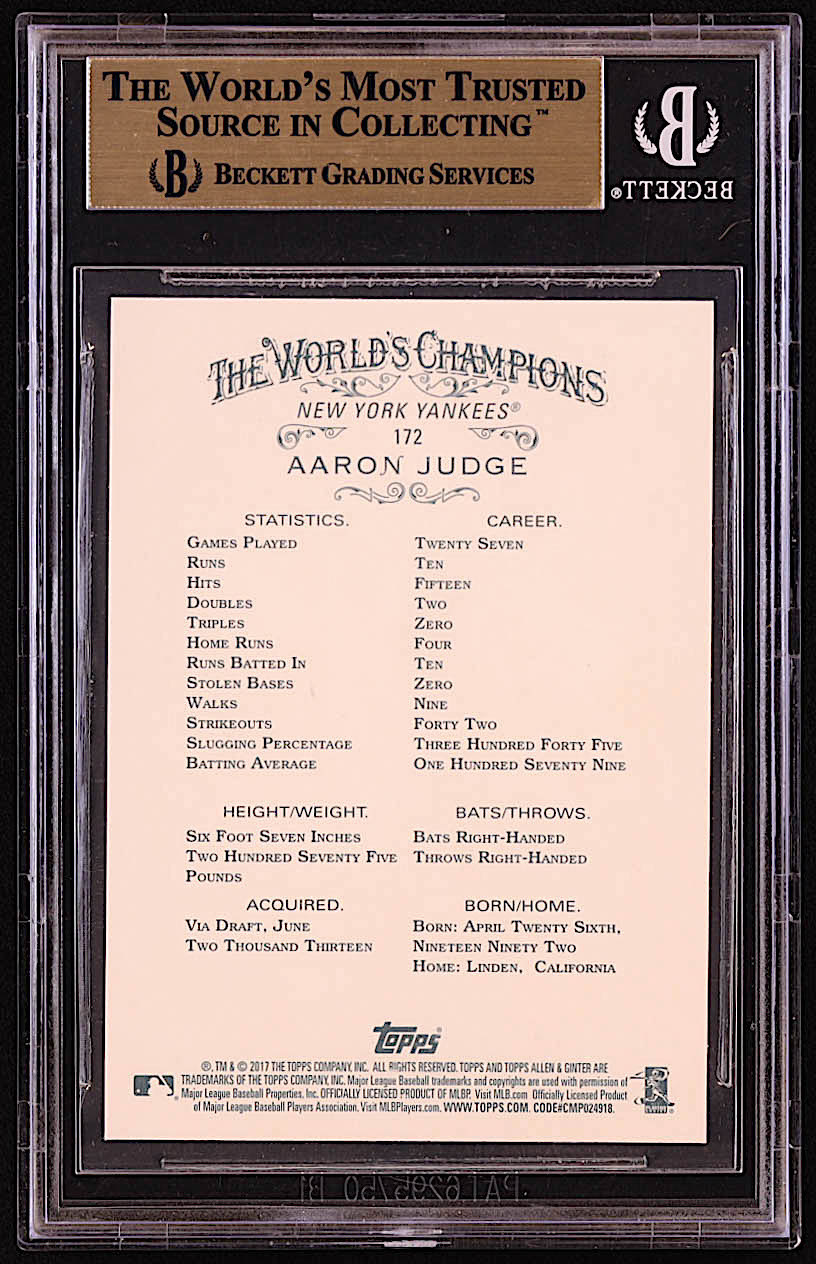 THE WORLD'S MOST TRUSTED
SOURCE IN COLLECTING™
B BECKETT GRADING SERVICES
B
BECKETT®
THE WORLD'S CHAMPIONS
NEW YORK YANKEES®
172
AARON JUDGE
STATISTICS. CAREER.
GAMES PLAYED TWENTY SEVEN
RUNS TEN
HITS FIFTEEN
DOUBLES TWO
TRIPLES ZERO
HOME RUNS FOUR
RUNS BATTED IN TEN
STOLEN BASES ZERO
WALKS NINE
STRIKEOUTS FORTY TWO
SLUGGING PERCENTAGE THREE HUNDRED FORTY FIVE
BATTING AVERAGE ONE HUNDRED SEVENTY NINE
HEIGHT/WEIGHT. BATS/THROWS.
SIX FOOT SEVEN INCHES BATS RIGHT-HANDED
TWO HUNDRED SEVENTY FIVE THROWS RIGHT-HANDED
POUNDS
ACQUIRED. BORN/HOME.
VIA DRAFT, JUNE BORN: APRIL TWENTY SIXTH,
TWO THOUSAND THIRTEEN NINETEEN NINETY TWO
HOME: LINDEN, CALIFORNIA
topps®
®, TM & © 2017 THE TOPPS COMPANY, INC. ALL RIGHTS RESERVED. TOPPS AND TOPPS ALLEN & GINTER ARE
TRADEMARKS OF THE TOPPS COMPANY, INC. Major League Baseball trademarks and copyrights are used with permission of
Major League Baseball Properties, Inc. OFFICIALLY LICENSED PRODUCT OF MLBP. Visit MLB.com Officially Licensed Product
of Major League Baseball Players Association. Visit MLBPlayers.com. WWW.TOPPS.COM. CODE#CMP024918.